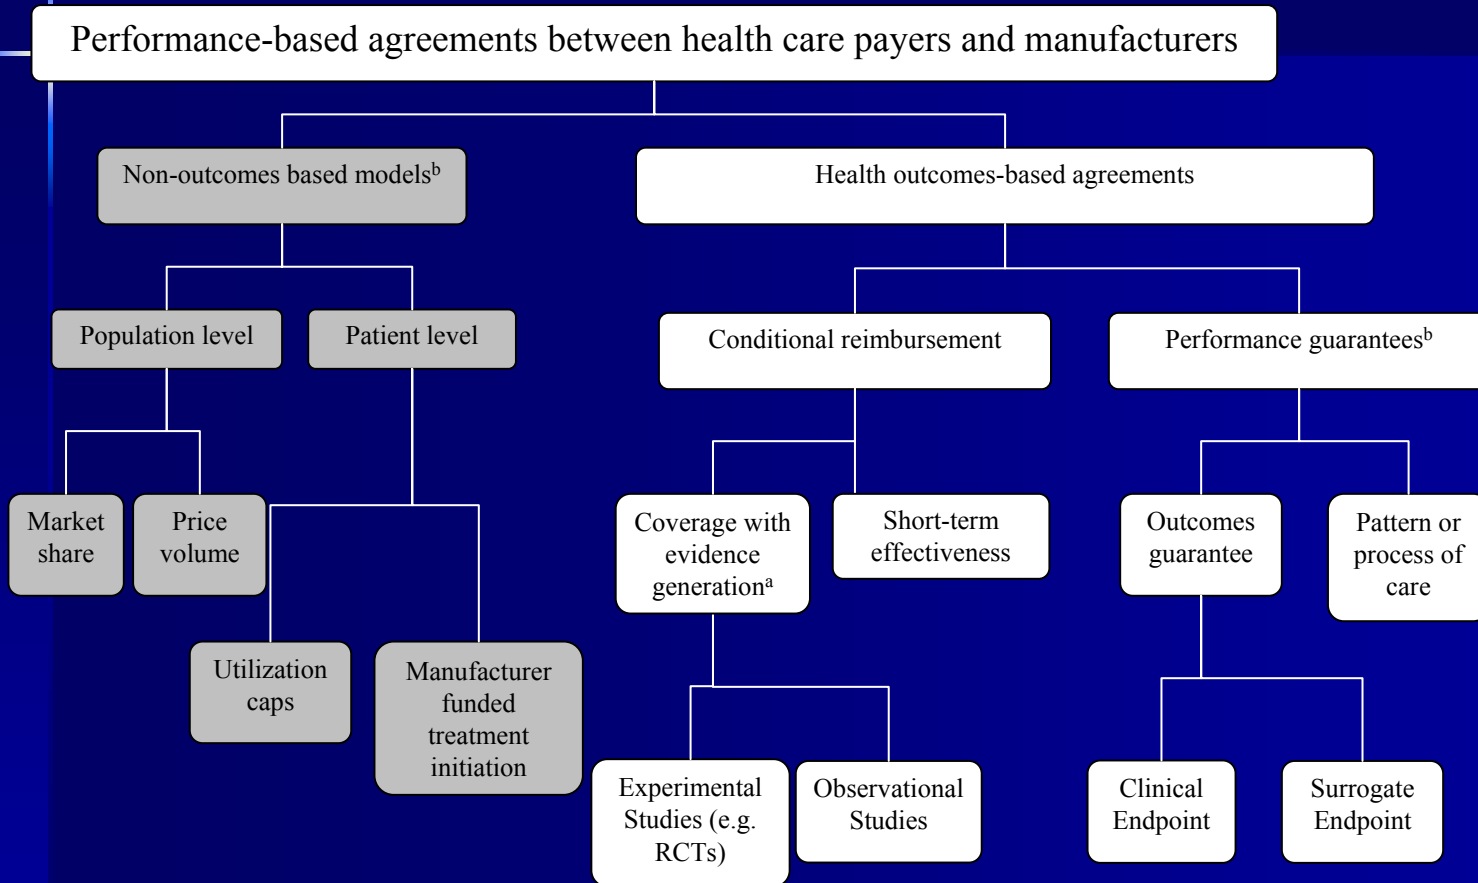 Performance-based agreements between health care payers and manufacturers
Non-outcomes based modelsᵇ
Health outcomes-based agreements
Population level
Patient level
Conditional reimbursement
Performance guaranteesᵇ
Market
share
Price
volume
Coverage with
evidence
generationᵃ
Short-term
effectiveness
Outcomes
guarantee
Pattern or
process of
care
Utilization
caps
Manufacturer
funded
treatment
initiation
Experimental
Studies (e.g.
RCTs)
Observational
Studies
Clinical
Endpoint
Surrogate
Endpoint